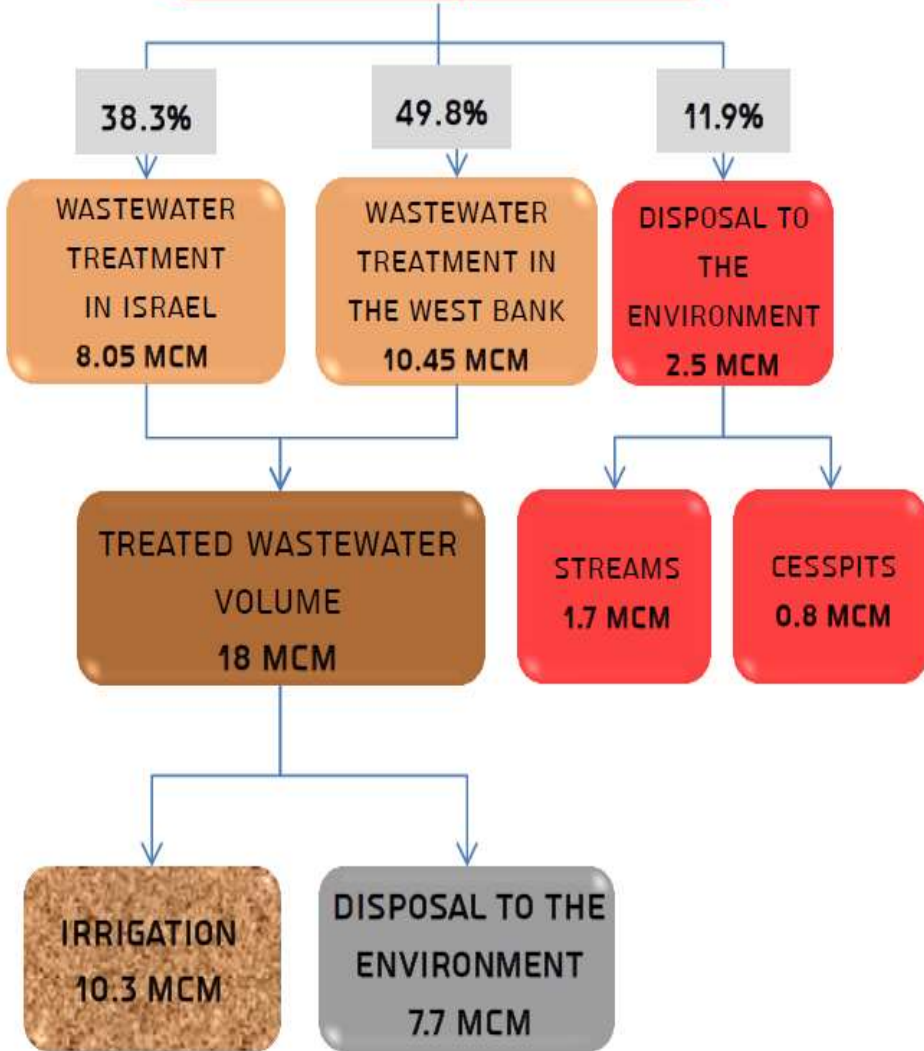 38.3%
49.8%
11.9%
WASTEWATER
TREATMENT
IN ISRAEL
8.05 MCM
WASTEWATER
TREATMENT IN
THE WEST BANK
10.45 MCM
DISPOSAL TO
THE
ENVIRONMENT
2.5 MCM
TREATED WASTEWATER
VOLUME
18 MCM
STREAMS
1.7 MCM
CESSPITS
0.8 MCM
IRRIGATION
10.3 MCM
DISPOSAL TO THE
ENVIRONMENT
7.7 MCM